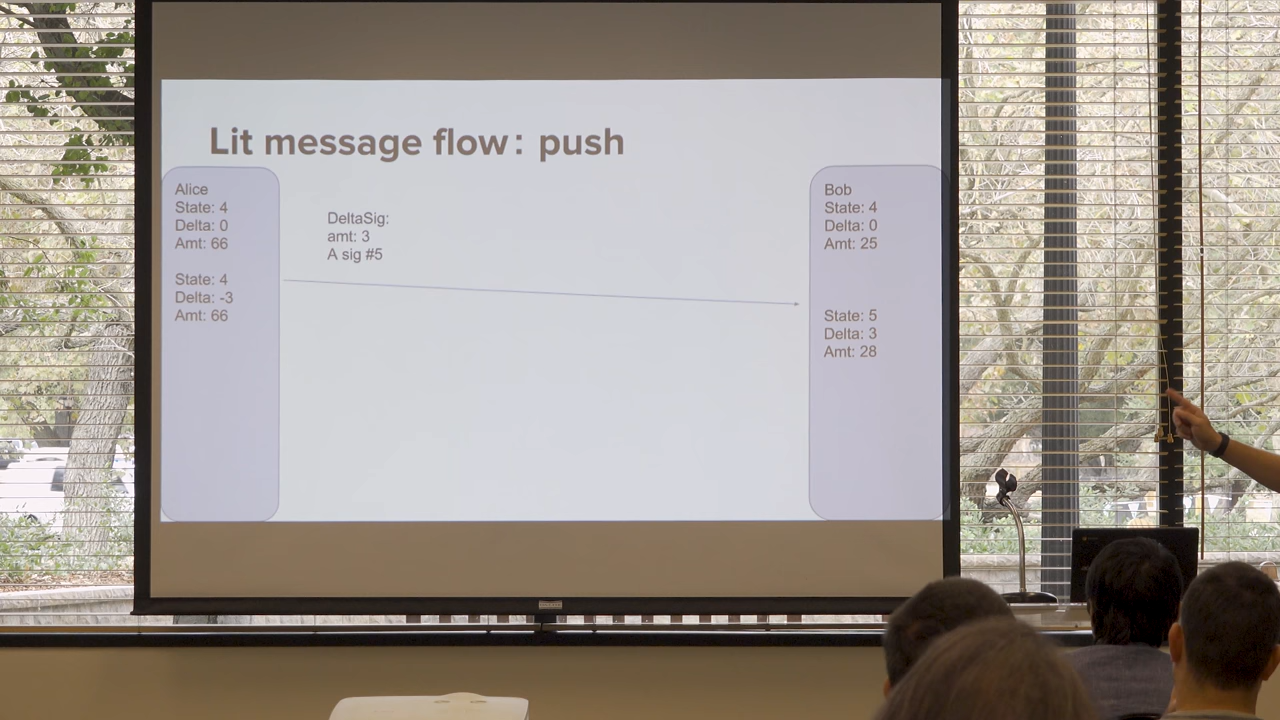 Lit message flow: push
Alice
State: 4
Delta: 0
Amt: 66
State: 4
Delta: -3
Amt: 66
DeltaSig:
amt: 3
A sig #5
Bob
State: 4
Delta: 0
Amt: 25
State: 5
Delta: 3
Amt: 28